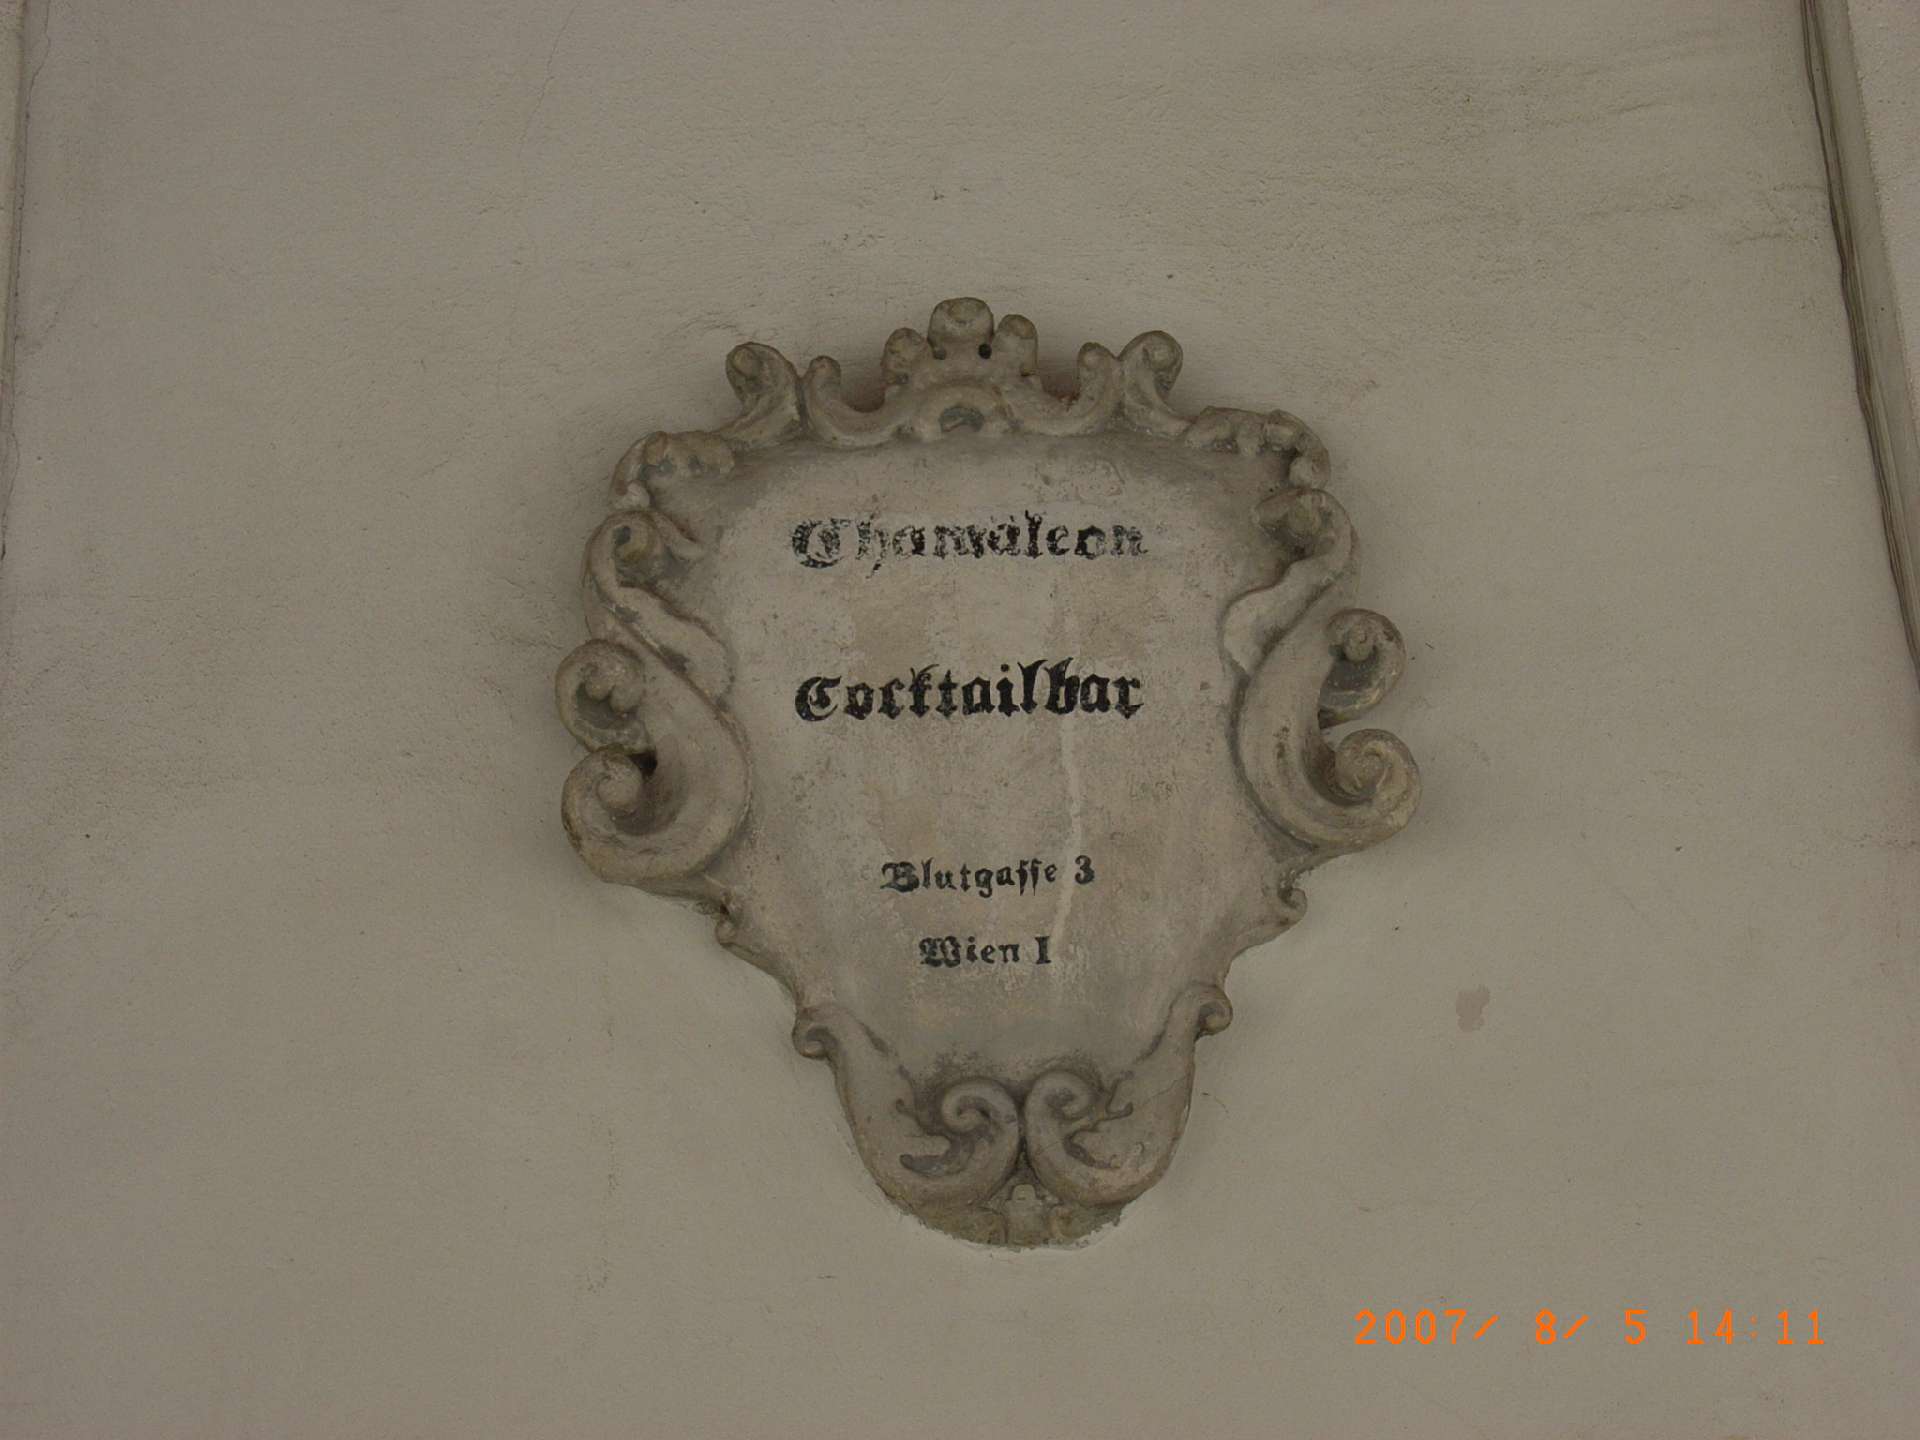 Chamäleon
Cocktailbar
Blutgasse 3
Wien I
2007/ 8/ 5 14:11